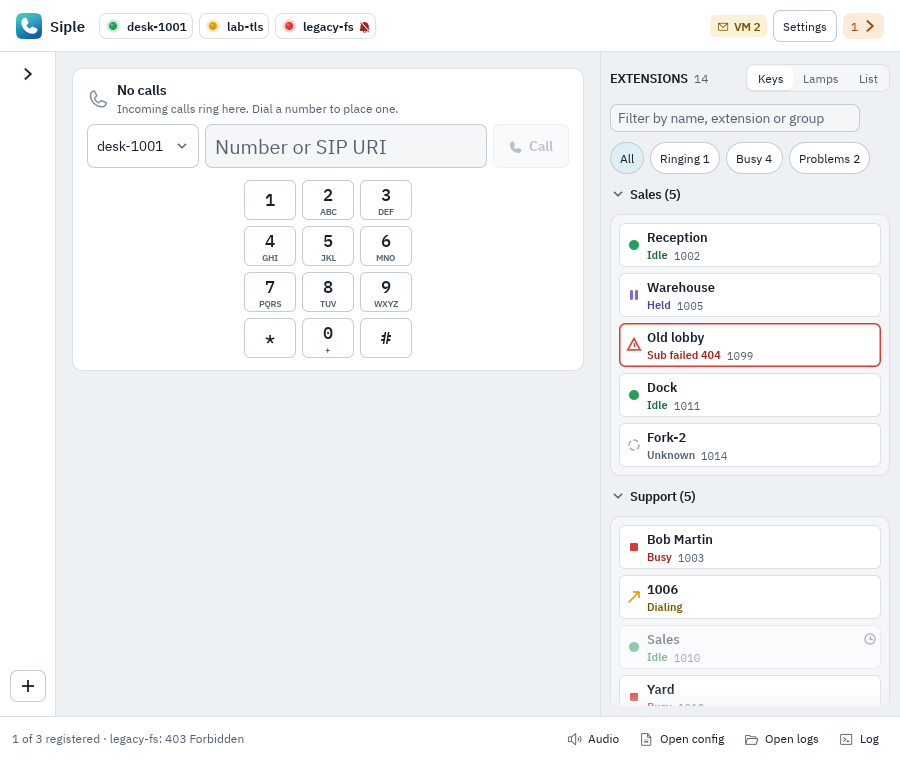 Siple desk-1001 lab-tls legacy-fs VM 2 Settings 1
No calls
Incoming calls ring here. Dial a number to place one.
desk-1001 Number or SIP URI Call
1 2 ABC 3 DEF
4 GHI 5 JKL 6 MNO
7 PQRS 8 TUV 9 WXYZ
* 0 + #
EXTENSIONS 14 Keys Lamps List
Filter by name, extension or group
All Ringing 1 Busy 4 Problems 2
Sales (5)
Reception
Idle 1002
Warehouse
Held 1005
Old lobby
Sub failed 404 1099
Dock
Idle 1011
Fork-2
Unknown 1014
Support (5)
Bob Martin
Busy 1003
1006
Dialing
Sales
Idle 1010
Yard
1 of 3 registered · legacy-fs: 403 Forbidden Audio Open config Open logs Log